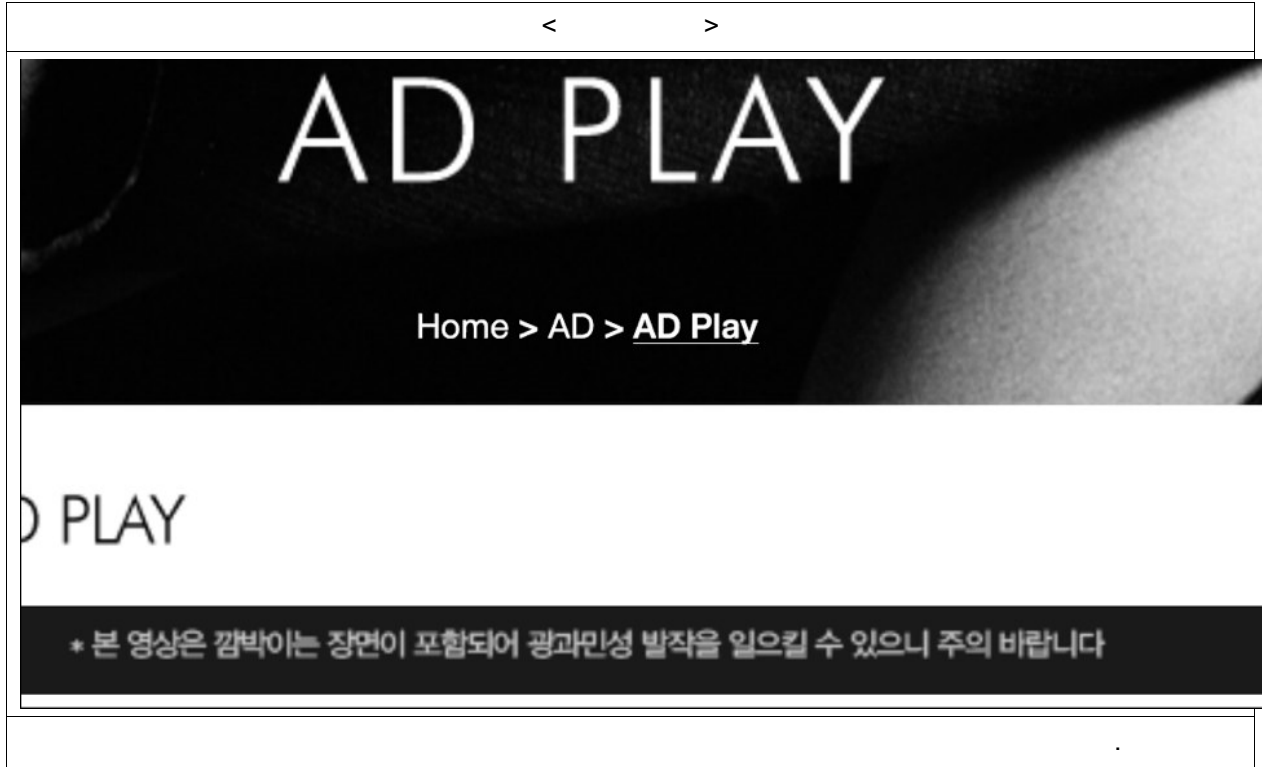 < >
AD PLAY
Home > AD > AD Play
D PLAY
* 본 영상은 깜박이는 장면이 포함되어 광과민성 발작을 일으킬 수 있으니 주의 바랍니다
.